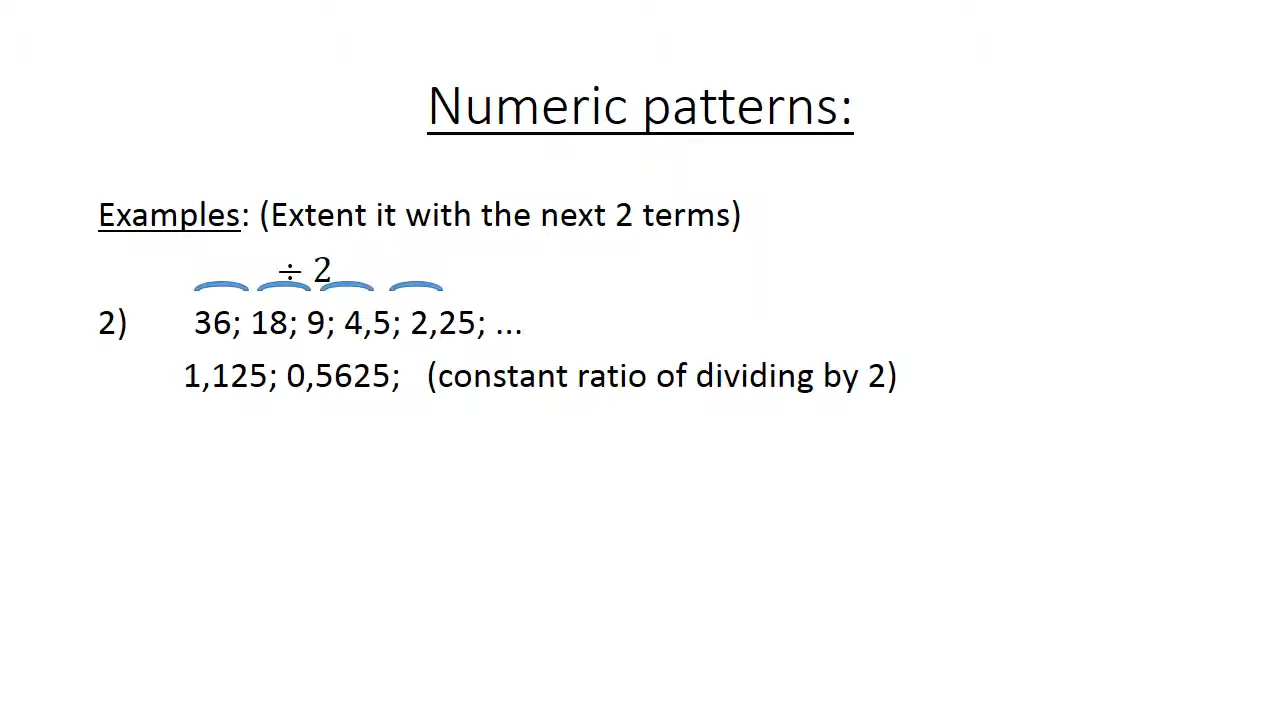 Numeric patterns:
Examples: (Extent it with the next 2 terms)
÷ 2
2) 36; 18; 9; 4,5; 2,25; ...
1,125; 0,5625; (constant ratio of dividing by 2)